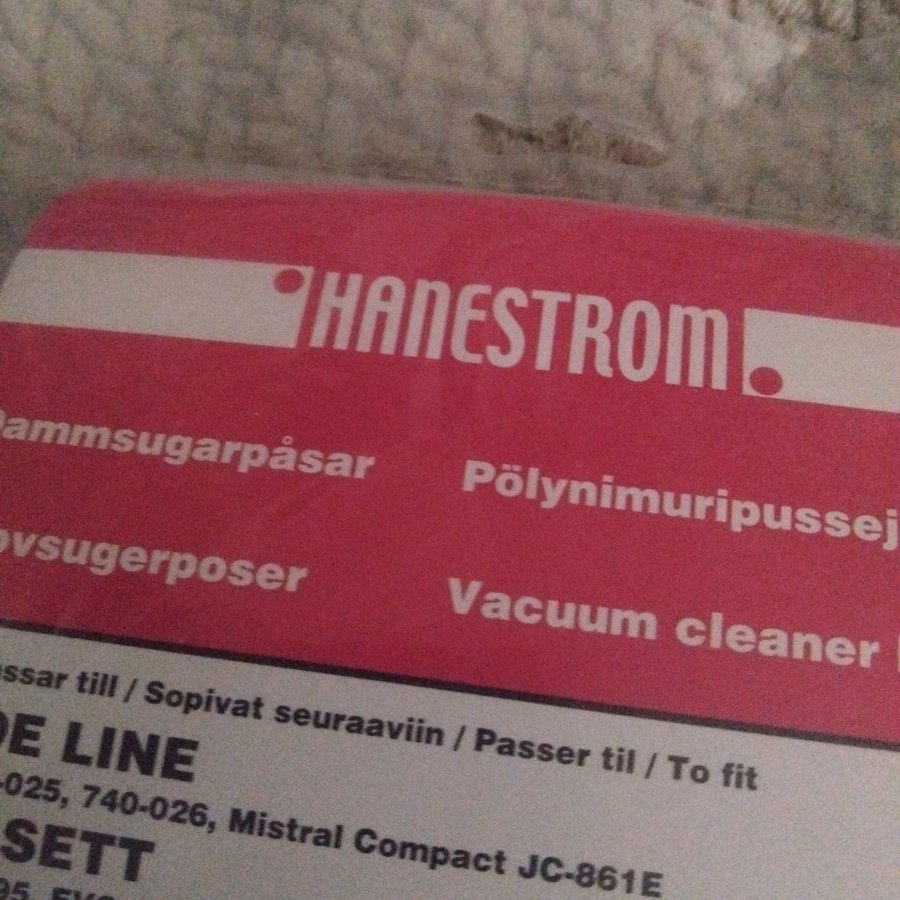 HANESTROM
Dammsugarpåsar
Pölynimuripussej
øvsugerposer
Vacuum cleaner
ssar till / Sopivat seuraaviin / Passer til / To fit
DE LINE
-025, 740-026, Mistral Compact JC-861E
SETT